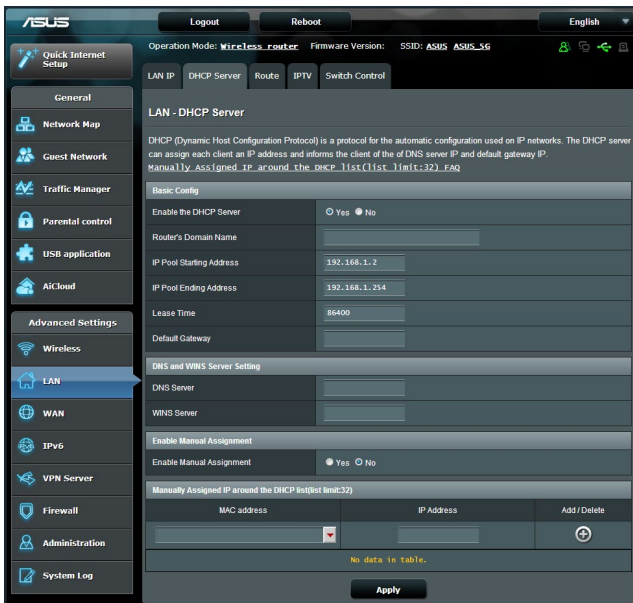 ASUS
Logout
Reboot
English
Quick Internet Setup
Operation Mode: Wireless router Firmware Version: SSID: ASUS ASUS_5G
LAN IP
DHCP Server
Route
IPTV
Switch Control
General
Network Map
Guest Network
Traffic Manager
Parental control
USB application
AiCloud
Advanced Settings
Wireless
LAN
WAN
IPv6
VPN Server
Firewall
Administration
System Log
LAN - DHCP Server
DHCP (Dynamic Host Configuration Protocol) is a protocol for the automatic configuration used on IP networks. The DHCP server
can assign each client an IP address and informs the client of the of DNS server IP and default gateway IP.
Manually Assigned IP around the DHCP list(list limit:32) FAQ
Basic Config
Enable the DHCP Server Yes No
Router's Domain Name
IP Pool Starting Address 192.168.1.2
IP Pool Ending Address 192.168.1.254
Lease Time 86400
Default Gateway
DNS and WINS Server Setting
DNS Server
WINS Server
Enable Manual Assignment
Enable Manual Assignment Yes No
Manually Assigned IP around the DHCP list(list limit:32)
MAC address IP Address Add / Delete
No data in table.
Apply